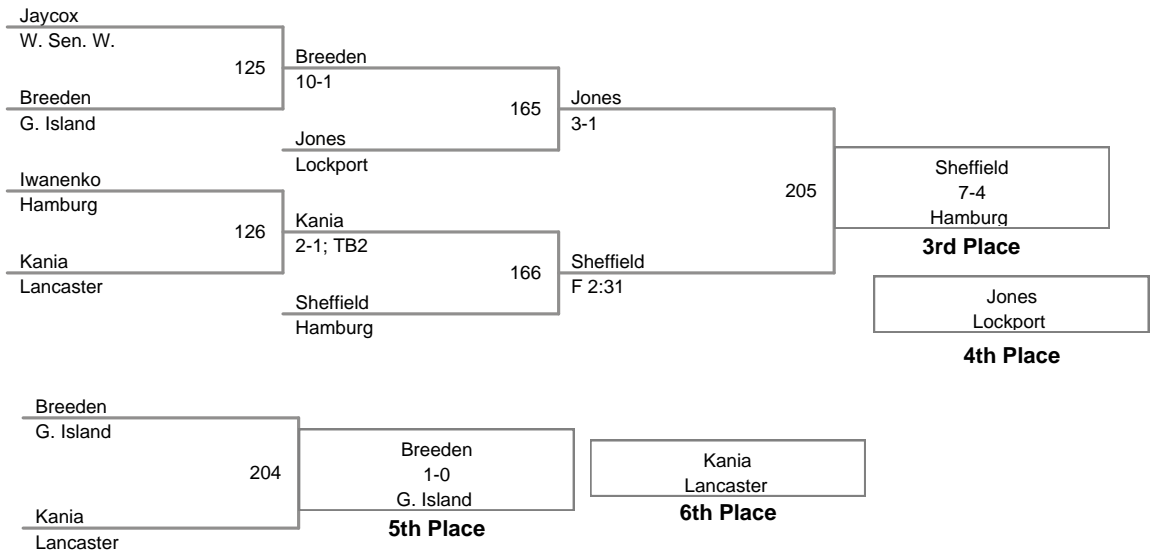 Jaycox
W. Sen. W.
125
Breeden
10-1
Breeden
G. Island
165
Jones
3-1
Jones
Lockport
Iwanenko
Hamburg
126
Kania
2-1; TB2
Kania
Lancaster
166
Sheffield
F 2:31
Sheffield
Hamburg
205
Sheffield
7-4
Hamburg
3rd Place
Jones
Lockport
4th Place
Breeden
G. Island
204
Kania
Lancaster
Breeden
1-0
G. Island
5th Place
Kania
Lancaster
6th Place